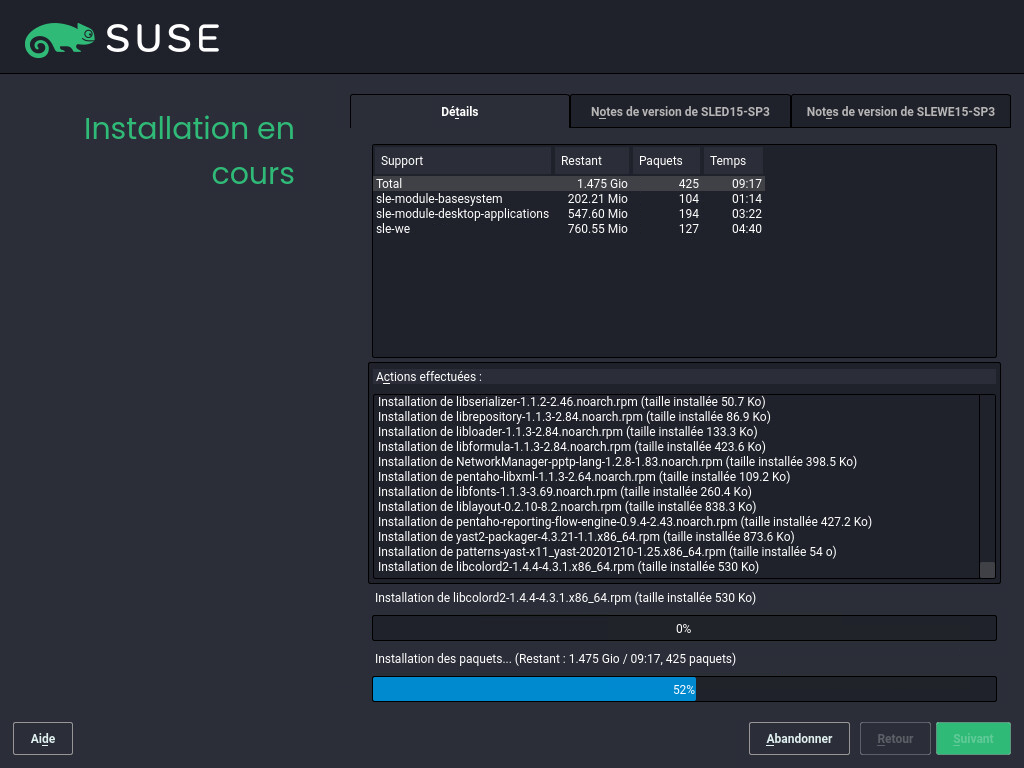 SUSE
Installation en
cours
Détails
Notes de version de SLED15-SP3
Notes de version de SLEWE15-SP3
Support Restant Paquets Temps
Total 1.475 Gio 425 09:17
sle-module-basesystem 202.21 Mio 104 01:14
sle-module-desktop-applications 547.60 Mio 194 03:22
sle-we 760.55 Mio 127 04:40
Actions effectuées :
Installation de libserializer-1.1.2-2.46.noarch.rpm (taille installée 50.7 Ko)
Installation de librepository-1.1.3-2.84.noarch.rpm (taille installée 86.9 Ko)
Installation de libloader-1.1.3-2.84.noarch.rpm (taille installée 133.3 Ko)
Installation de libformula-1.1.3-2.84.noarch.rpm (taille installée 423.6 Ko)
Installation de NetworkManager-pptp-lang-1.2.8-1.83.noarch.rpm (taille installée 398.5 Ko)
Installation de pentaho-libxml-1.1.3-2.64.noarch.rpm (taille installée 109.2 Ko)
Installation de libfonts-1.1.3-3.69.noarch.rpm (taille installée 260.4 Ko)
Installation de liblayout-0.2.10-8.2.noarch.rpm (taille installée 838.3 Ko)
Installation de pentaho-reporting-flow-engine-0.9.4-2.43.noarch.rpm (taille installée 427.2 Ko)
Installation de yast2-packager-4.3.21-1.1.x86_64.rpm (taille installée 873.6 Ko)
Installation de patterns-yast-x11_yast-20201210-1.25.x86_64.rpm (taille installée 54 o)
Installation de libcolord2-1.4.4-4.3.1.x86_64.rpm (taille installée 530 Ko)
Installation de libcolord2-1.4.4-4.3.1.x86_64.rpm (taille installée 530 Ko)
0%
Installation des paquets... (Restant : 1.475 Gio / 09:17, 425 paquets)
52%
Aide
Abandonner
Retour
Suivant